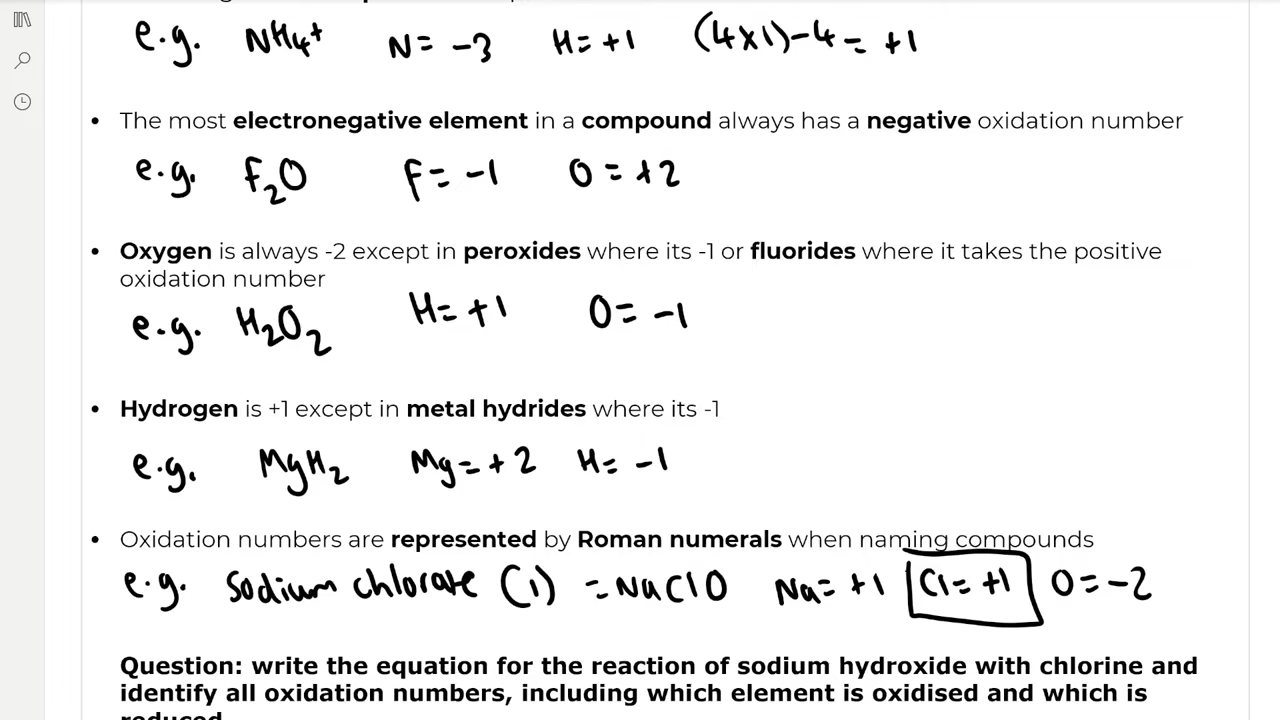 e.g. NH₄⁺ N = -3 H = +1 (4×1)-4 = +1
• The most electronegative element in a compound always has a negative oxidation number
e.g. F₂O F = -1 O = +2
• Oxygen is always -2 except in peroxides where its -1 or fluorides where it takes the positive
oxidation number
e.g. H₂O₂ H = +1 O = -1
• Hydrogen is +1 except in metal hydrides where its -1
e.g. MgH₂ Mg = +2 H = -1
• Oxidation numbers are represented by Roman numerals when naming compounds
e.g. Sodium chlorate (1) = NaClO Na = +1 Cl = +1 O = -2
Question: write the equation for the reaction of sodium hydroxide with chlorine and
identify all oxidation numbers, including which element is oxidised and which is
reduced